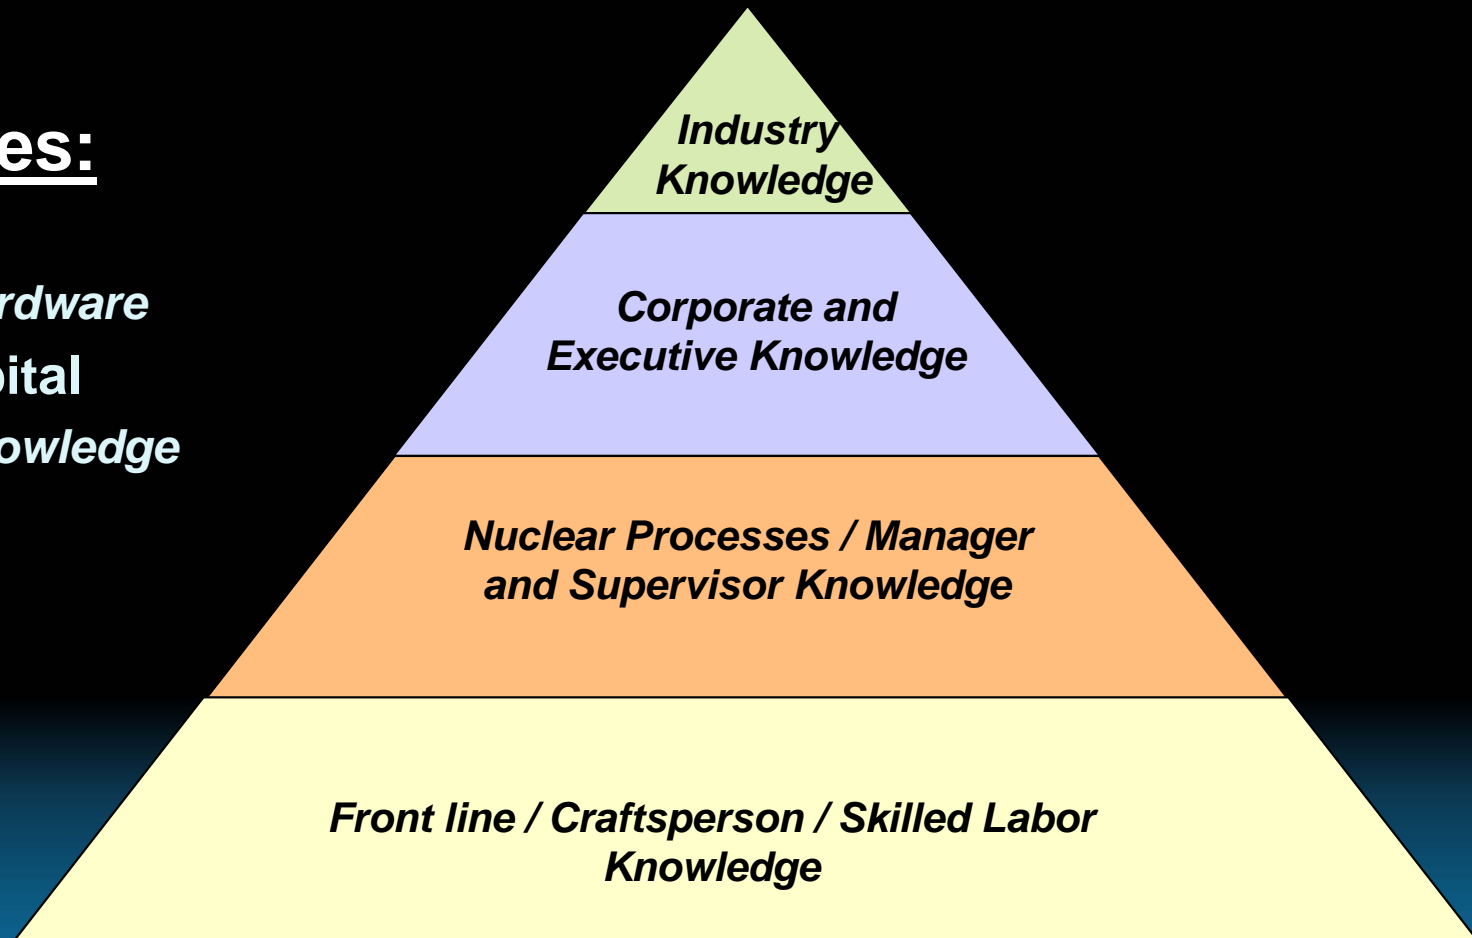 es:
rdware
pital
owledge
Industry
Knowledge
Corporate and
Executive Knowledge
Nuclear Processes / Manager
and Supervisor Knowledge
Front line / Craftsperson / Skilled Labor
Knowledge